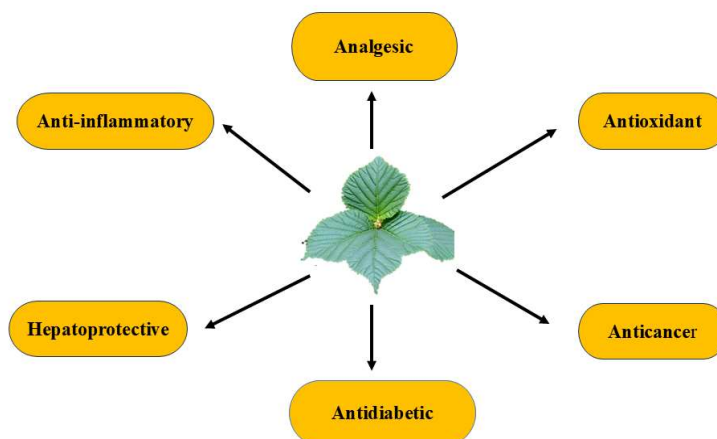 Analgesic
Anti-inflammatory
Antioxidant
Hepatoprotective
Anticancer
Antidiabetic